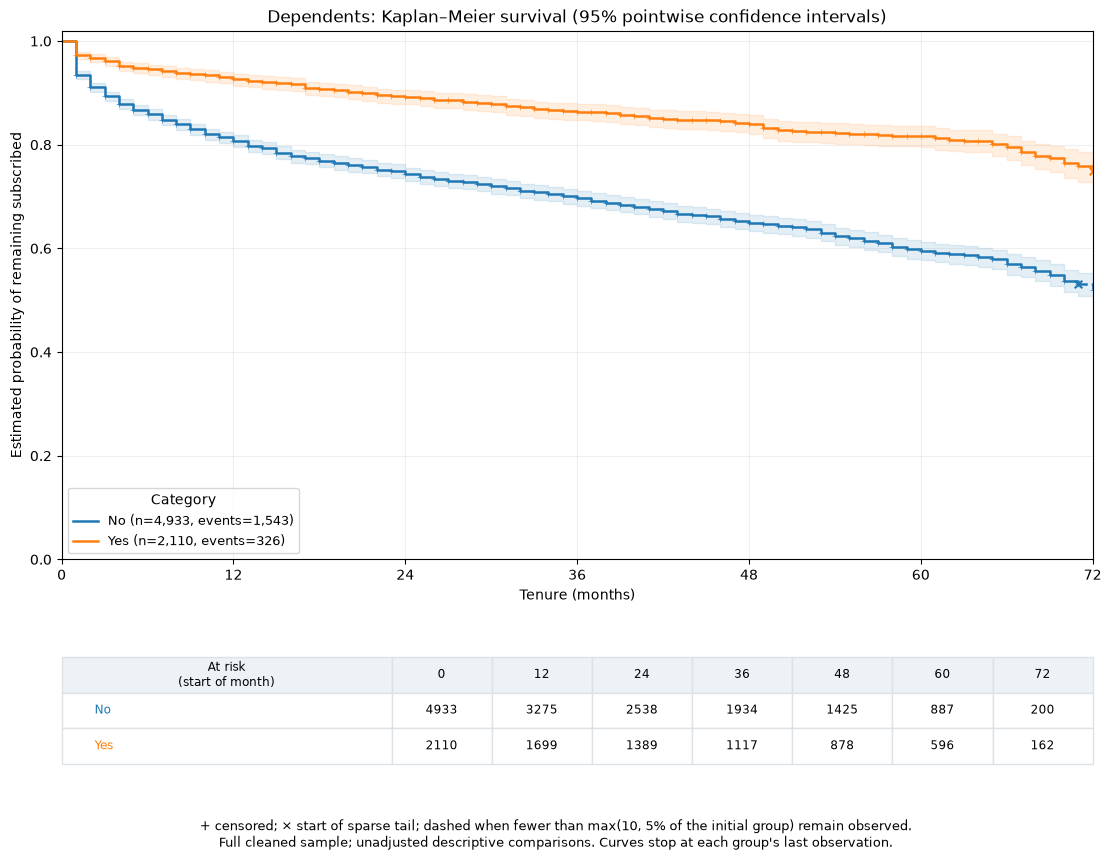 Dependents: Kaplan–Meier survival (95% pointwise confidence intervals)
Estimated probability of remaining subscribed
1.0
0.8
0.6
0.4
0.2
0.0
Category
No (n=4,933, events=1,543)
Yes (n=2,110, events=326)
0 12 24 36 48 60 72
Tenure (months)
At risk
(start of month) 0 12 24 36 48 60 72
No 4933 3275 2538 1934 1425 887 200
Yes 2110 1699 1389 1117 878 596 162
+ censored; × start of sparse tail; dashed when fewer than max(10, 5% of the initial group) remain observed.
Full cleaned sample; unadjusted descriptive comparisons. Curves stop at each group's last observation.